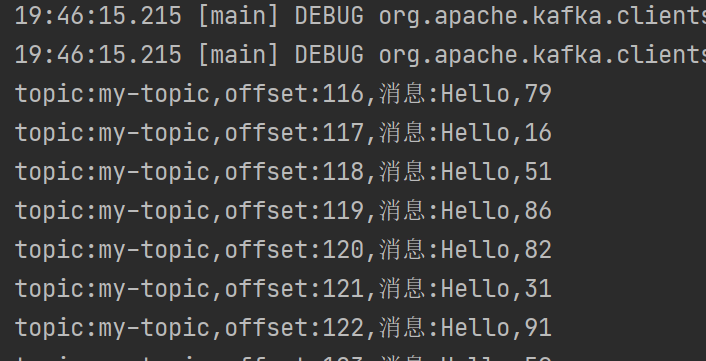 19:46:15.215 [main] DEBUG org.apache.kafka.clients
19:46:15.215 [main] DEBUG org.apache.kafka.clients
topic:my-topic,offset:116,消息:Hello,79
topic:my-topic,offset:117,消息:Hello,16
topic:my-topic,offset:118,消息:Hello,51
topic:my-topic,offset:119,消息:Hello,86
topic:my-topic,offset:120,消息:Hello,82
topic:my-topic,offset:121,消息:Hello,31
topic:my-topic,offset:122,消息:Hello,91